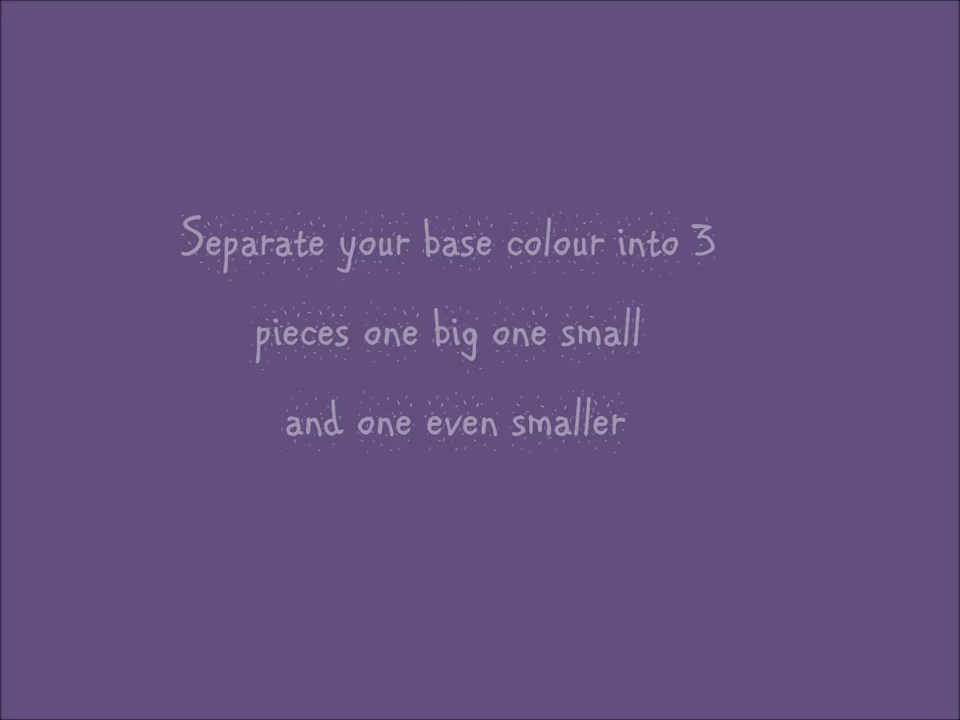 Separate your base colour into 3
pieces one big one small
and one even smaller